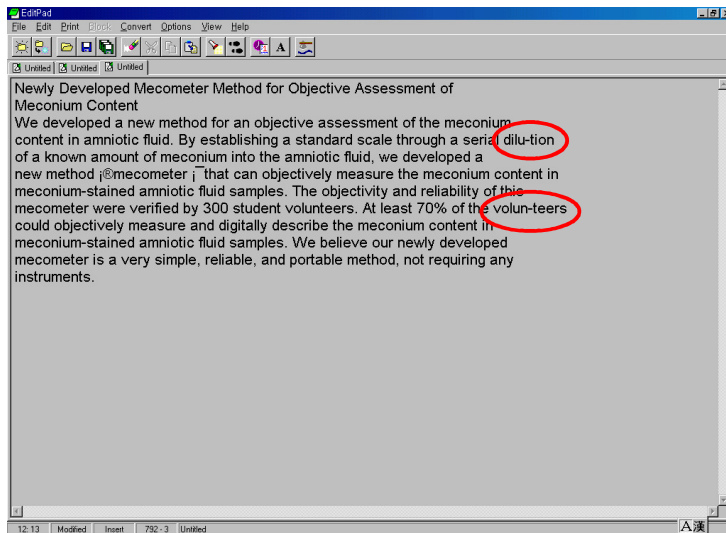 EditPad
File Edit Print Block Convert Options View Help
Untitled Untitled Untitled
Newly Developed Mecometer Method for Objective Assessment of
Meconium Content
We developed a new method for an objective assessment of the meconium
content in amniotic fluid. By establishing a standard scale through a serial dilu-tion
of a known amount of meconium into the amniotic fluid, we developed a
new method ¡®mecometer ¡¯that can objectively measure the meconium content in
meconium-stained amniotic fluid samples. The objectivity and reliability of this
mecometer were verified by 300 student volunteers. At least 70% of the volun-teers
could objectively measure and digitally describe the meconium content in
meconium-stained amniotic fluid samples. We believe our newly developed
mecometer is a very simple, reliable, and portable method, not requiring any
instruments.
12:13 Modified Insert 792-3 Untitled A漢